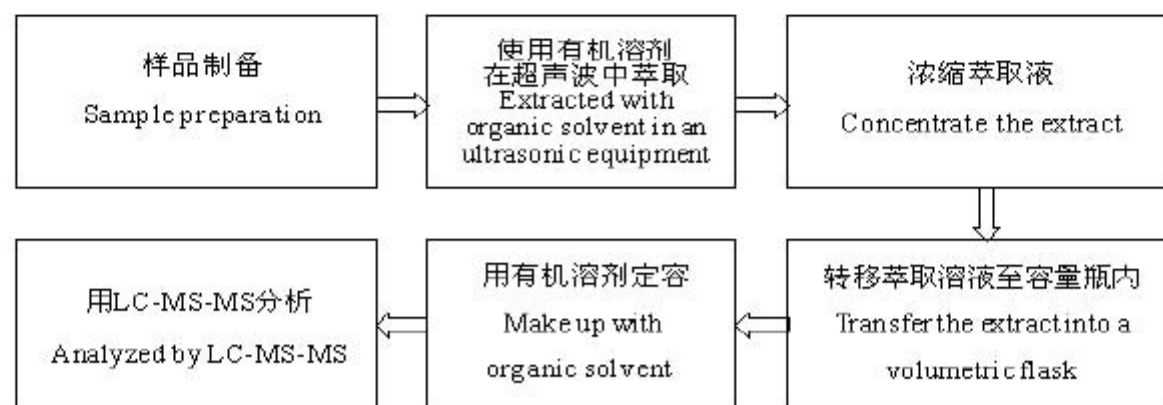 样品制备
Sample preparation
使用有机溶剂
在超声波中萃取
Extracted with
organic solvent in an
ultrasonic equipment
浓缩萃取液
Concentrate the extract
转移萃取溶液至容量瓶内
Transfer the extract into a
volumetric flask
用有机溶剂定容
Make up with
organic solvent
用LC-MS-MS分析
Analyzed by LC-MS-MS